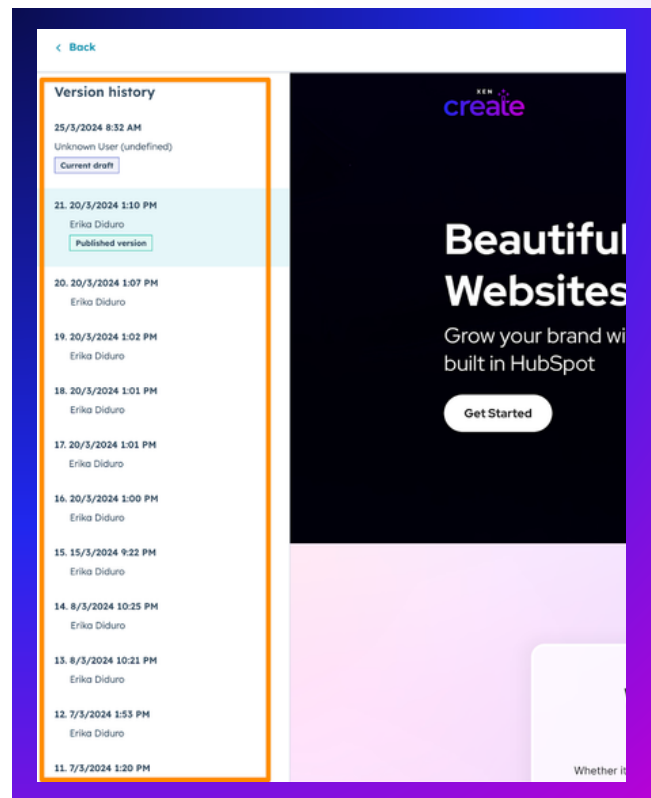 < Back
Version history
25/3/2024 8:32 AM
Unknown User (undefined)
Current draft
21. 20/3/2024 1:10 PM
Erika Diduro
Published version
20. 20/3/2024 1:07 PM
Erika Diduro
19. 20/3/2024 1:02 PM
Erika Diduro
18. 20/3/2024 1:01 PM
Erika Diduro
17. 20/3/2024 1:01 PM
Erika Diduro
16. 20/3/2024 1:00 PM
Erika Diduro
15. 15/3/2024 9:22 PM
Erika Diduro
14. 8/3/2024 10:25 PM
Erika Diduro
13. 8/3/2024 10:21 PM
Erika Diduro
12. 7/3/2024 1:53 PM
Erika Diduro
11. 7/3/2024 1:20 PM
XEN
create
Beautiful
Websites
Grow your brand wi
built in HubSpot
Get Started
Whether it